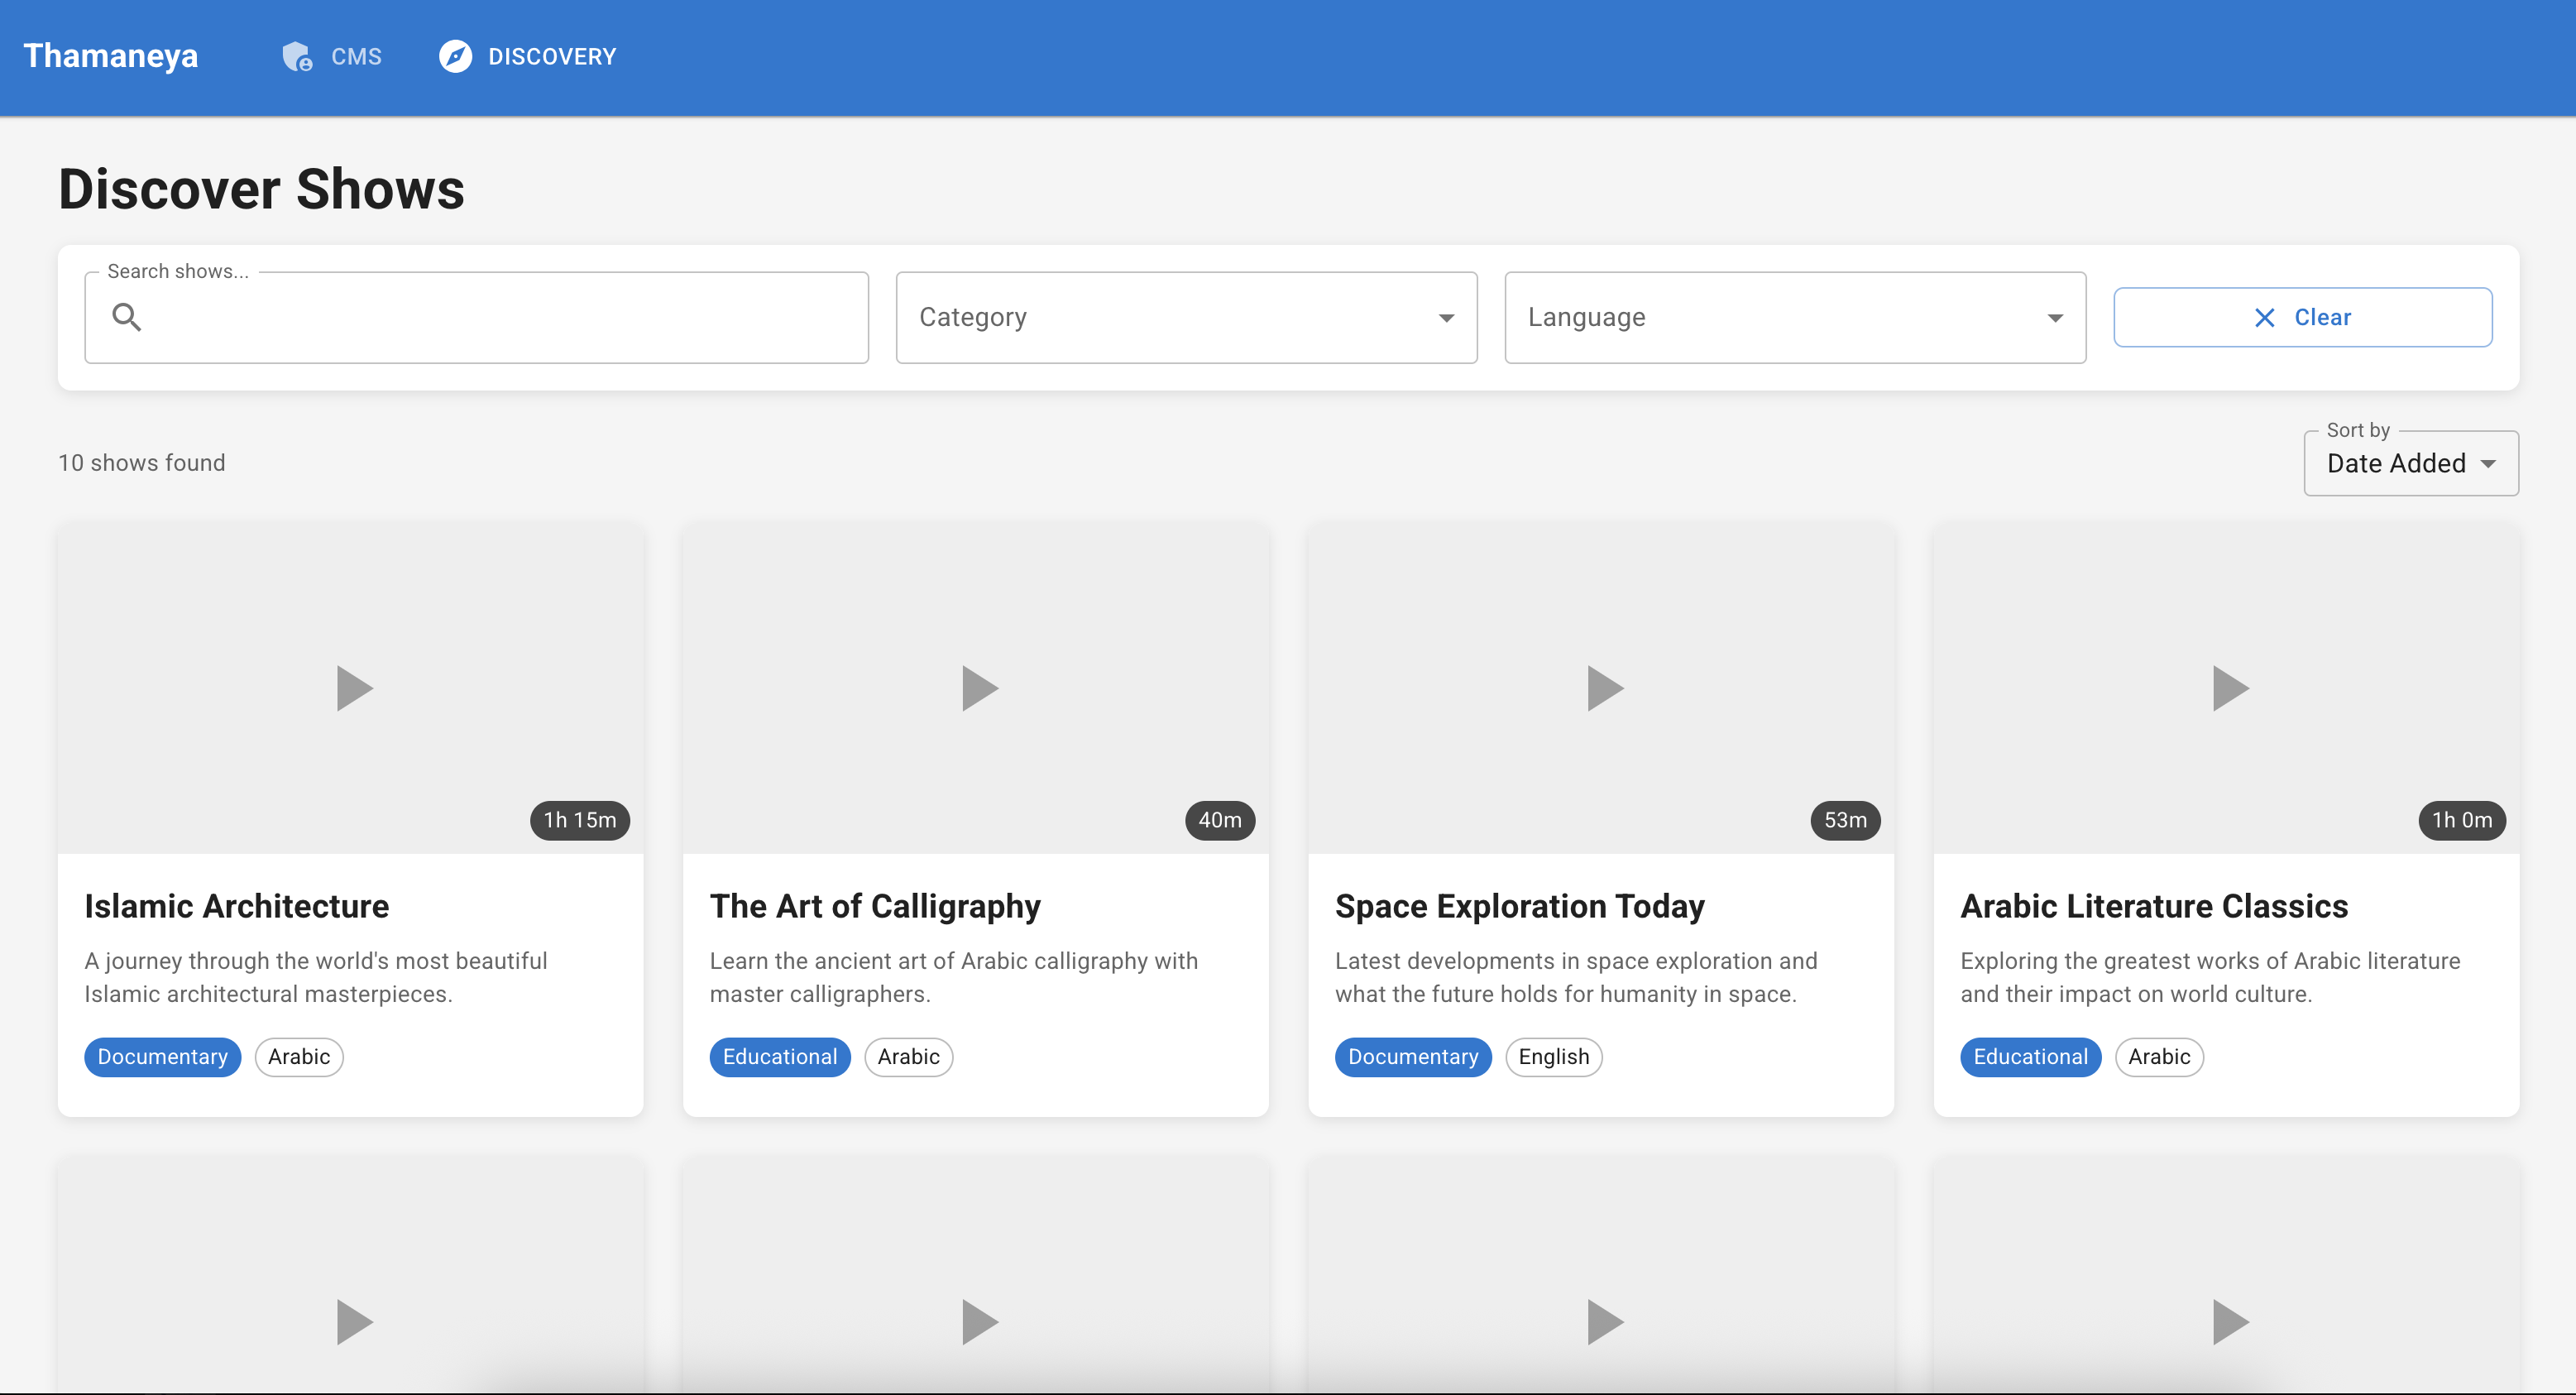 Thamaneya CMS DISCOVERY
Discover Shows
Search shows...
Category
Language
Clear
10 shows found
Sort by
Date Added
1h 15m
Islamic Architecture
A journey through the world's most beautiful
Islamic architectural masterpieces.
Documentary Arabic
40m
The Art of Calligraphy
Learn the ancient art of Arabic calligraphy with
master calligraphers.
Educational Arabic
53m
Space Exploration Today
Latest developments in space exploration and
what the future holds for humanity in space.
Documentary English
1h 0m
Arabic Literature Classics
Exploring the greatest works of Arabic literature
and their impact on world culture.
Educational Arabic